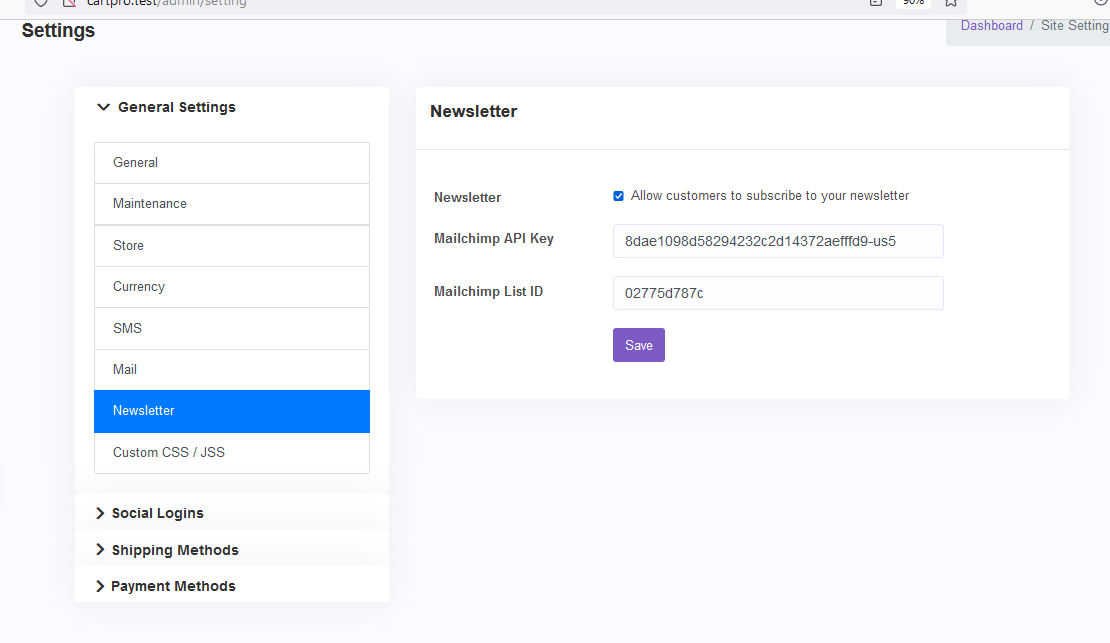 cartpro.test/admin/setting
90%
Settings
Dashboard / Site Setting
General Settings
General
Maintenance
Store
Currency
SMS
Mail
Newsletter
Custom CSS / JSS
Social Logins
Shipping Methods
Payment Methods
Newsletter
Newsletter
Allow customers to subscribe to your newsletter
Mailchimp API Key
8dae1098d58294232c2d14372aefffd9-us5
Mailchimp List ID
02775d787c
Save